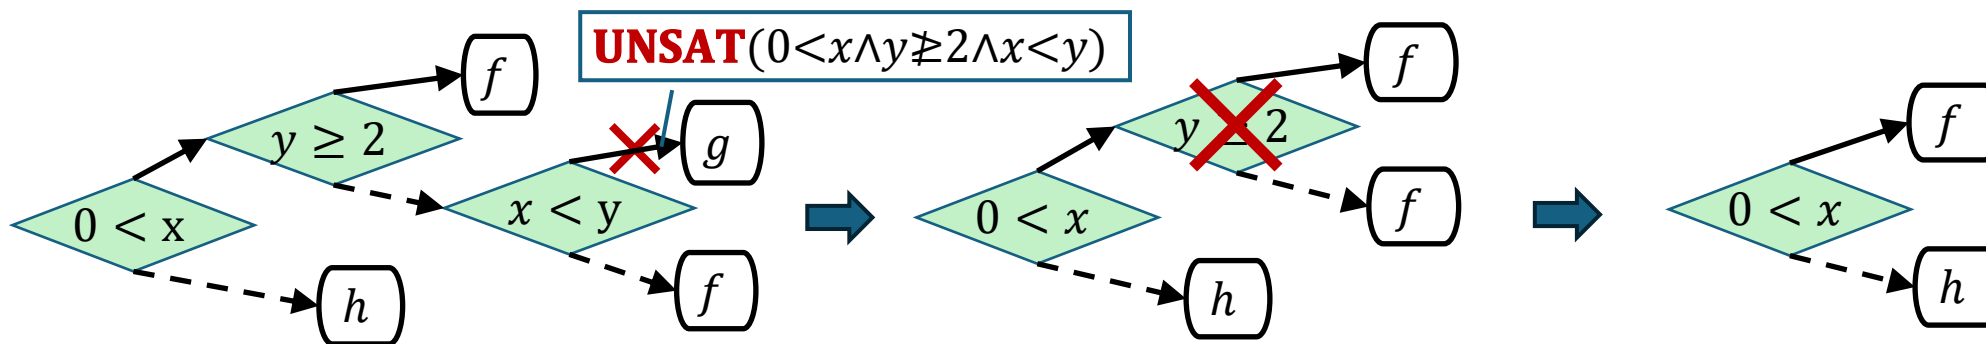 UNSAT(0<x∧y≱2∧x<y)
f
y ≥ 2
g
0 < x
x < y
f
h
f
y ≥ 2
f
0 < x
h
f
0 < x
h